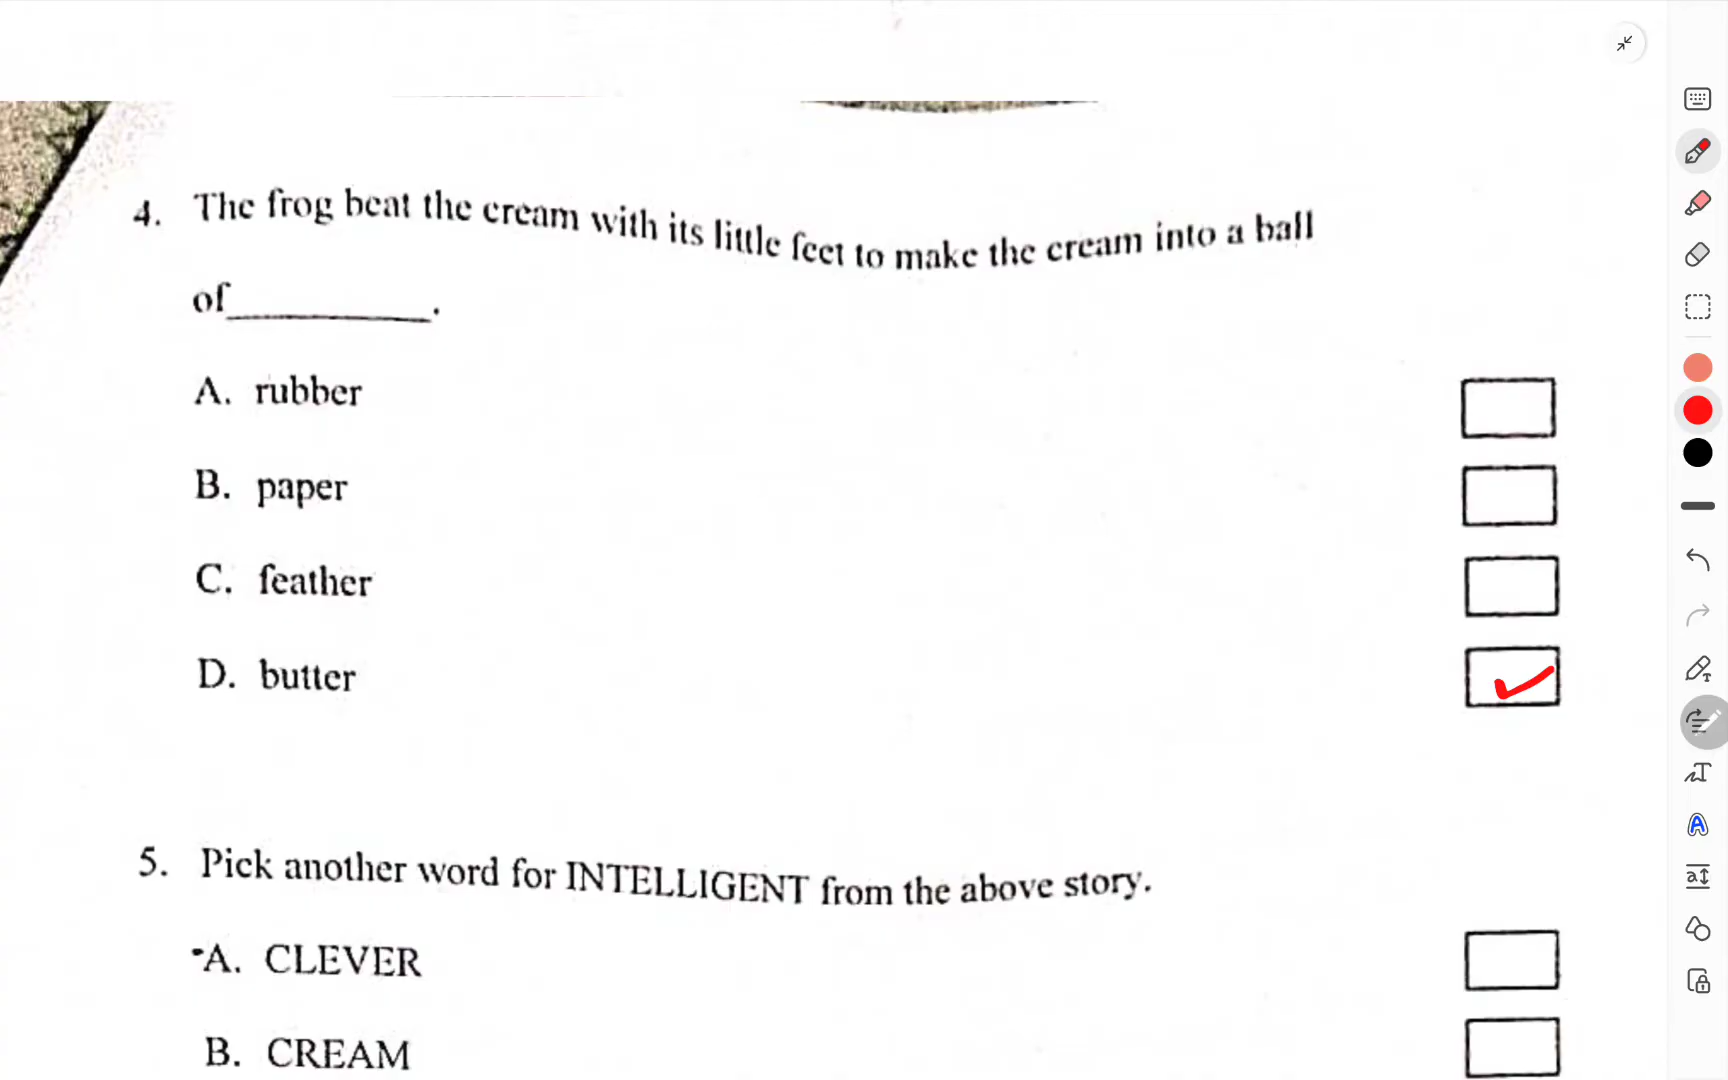 4. The frog beat the cream with its little feet to make the cream into a ball
of__________.
A. rubber
B. paper
C. feather
D. butter
5. Pick another word for INTELLIGENT from the above story.
A. CLEVER
B. CREAM